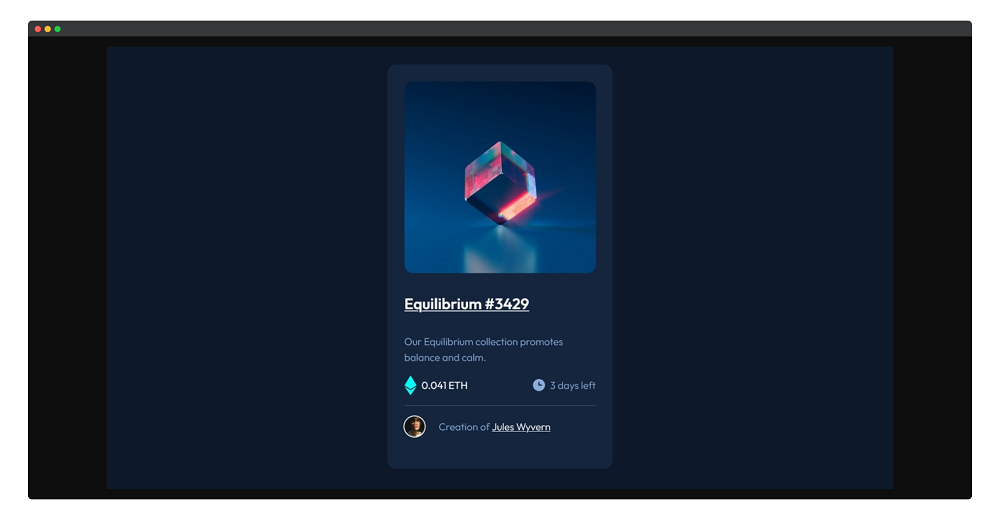 Equilibrium #3429
Our Equilibrium collection promotes
balance and calm.
0.041 ETH
3 days left
Creation of Jules Wyvern